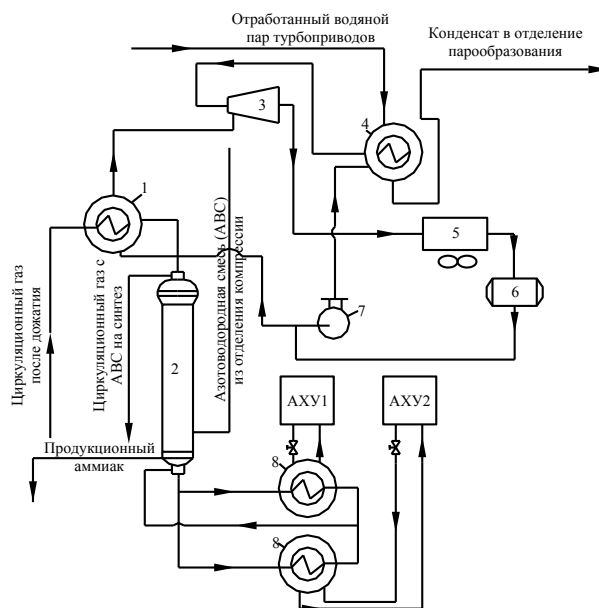 Отработанный водяной
пар турбоприводов
Конденсат в отделение
парообразования
3
4
1
5
6
7
Циркуляционный газ
после дожатия
Циркуляционный газ с
АВС на синтез
Азотоводородная смесь (АВС)
из отделения компрессии
2
АХУ1
АХУ2
Продукционный
аммиак
8
8